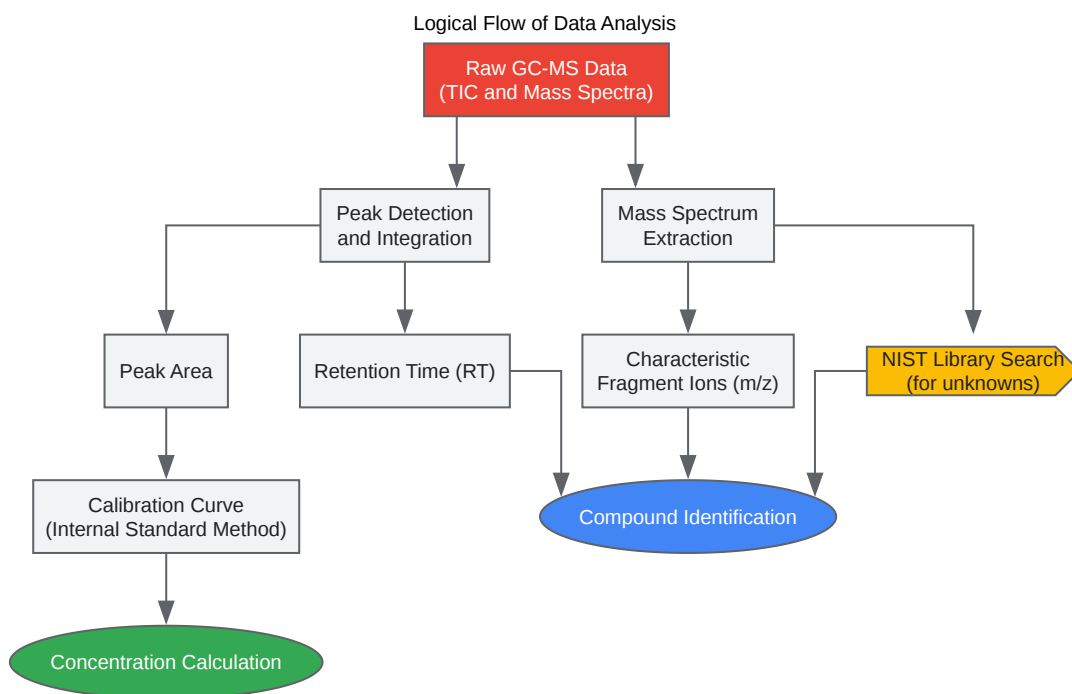 Logical Flow of Data Analysis
Raw GC-MS Data
(TIC and Mass Spectra)
Peak Detection
and Integration
Mass Spectrum
Extraction
Peak Area
Retention Time (RT)
Characteristic
Fragment Ions (m/z)
NIST Library Search
(for unknowns)
Calibration Curve
(Internal Standard Method)
Compound Identification
Concentration Calculation